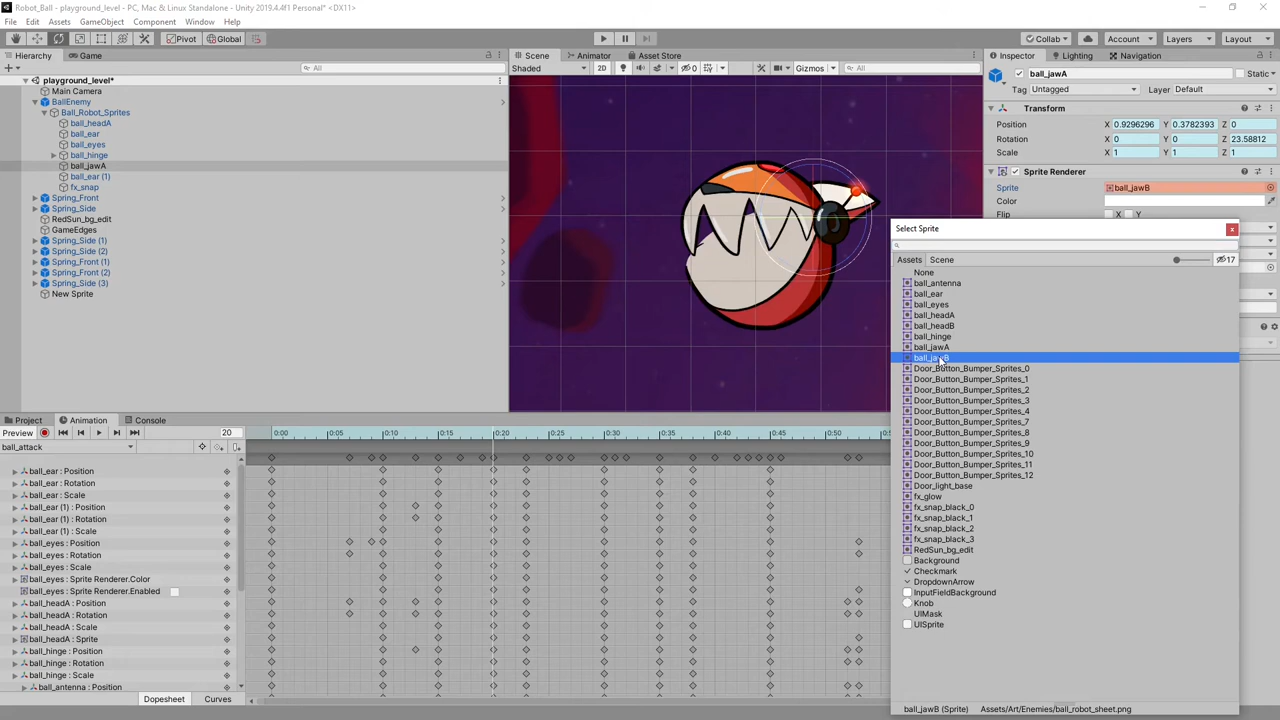 Robot_Ball - playground_level - PC, Mac & Linux Standalone - Unity 2019.4.4f1 Personal* <DX11>
File Edit Assets GameObject Component Window Help
Pivot Global Collab Account Layers Layout
Hierarchy Game
All
playground_level*
Main Camera
BallEnemy
Ball_Robot_Sprites
ball_headA
ball_ear
ball_eyes
ball_hinge
ball_jawA
ball_ear (1)
fx_snap
Spring_Front
Spring_Side
RedSun_bg_edit
GameEdges
Spring_Side (1)
Spring_Side (2)
Spring_Front (1)
Spring_Front (2)
Spring_Side (3)
New Sprite
Scene Animator Asset Store
Shaded 2D 0 Gizmos All
Inspector Lighting Navigation
ball_jawA Static
Tag Untagged Layer Default
Transform
Position X 0.9296296 Y 0.3782393 Z 0
Rotation X 0 Y 0 Z 23.58812
Scale X 1 Y 1 Z 1
Sprite Renderer
Sprite ball_jawB
Color
Flip X Y
Select Sprite
Assets Scene 17
None
ball_antenna
ball_ear
ball_eyes
ball_headA
ball_headB
ball_hinge
ball_jawA
ball_jawB
Door_Button_Bumper_Sprites_0
Door_Button_Bumper_Sprites_1
Door_Button_Bumper_Sprites_2
Door_Button_Bumper_Sprites_3
Door_Button_Bumper_Sprites_4
Door_Button_Bumper_Sprites_7
Door_Button_Bumper_Sprites_8
Door_Button_Bumper_Sprites_9
Door_Button_Bumper_Sprites_10
Door_Button_Bumper_Sprites_11
Door_Button_Bumper_Sprites_12
Door_light_base
fx_glow
fx_snap_black_0
fx_snap_black_1
fx_snap_black_2
fx_snap_black_3
RedSun_bg_edit
Background
Checkmark
DropdownArrow
InputFieldBackground
Knob
UIMask
UISprite
ball_jawB (Sprite) Assets/Art/Enemies/ball_robot_sheet.png
Project Animation Console
Preview 20
0:00 0:05 0:10 0:15 0:20 0:25 0:30 0:35 0:40 0:45 0:50
ball_attack
ball_ear : Position
ball_ear : Rotation
ball_ear : Scale
ball_ear (1) : Position
ball_ear (1) : Rotation
ball_ear (1) : Scale
ball_eyes : Position
ball_eyes : Rotation
ball_eyes : Scale
ball_eyes : Sprite Renderer.Color
ball_eyes : Sprite Renderer.Enabled
ball_headA : Position
ball_headA : Rotation
ball_headA : Scale
ball_headA : Sprite
ball_hinge : Position
ball_hinge : Rotation
ball_hinge : Scale
ball_antenna : Position
Dopesheet Curves